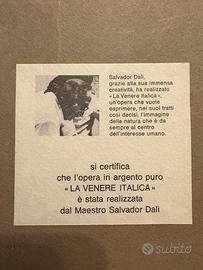 Salvador Dali,
grazie alla sua immensa
creatività, ha realizzato
«La Venere Italica»,
un'opera che vuole
esprimere, nei suoi tratti
così decisi, l'immagine
della natura che è da
sempre al centro
dell'interesse umano.
si certifica
che l'opera in argento puro
«LA VENERE ITALICA»
è stata realizzata
dal Maestro Salvador Dali
subito